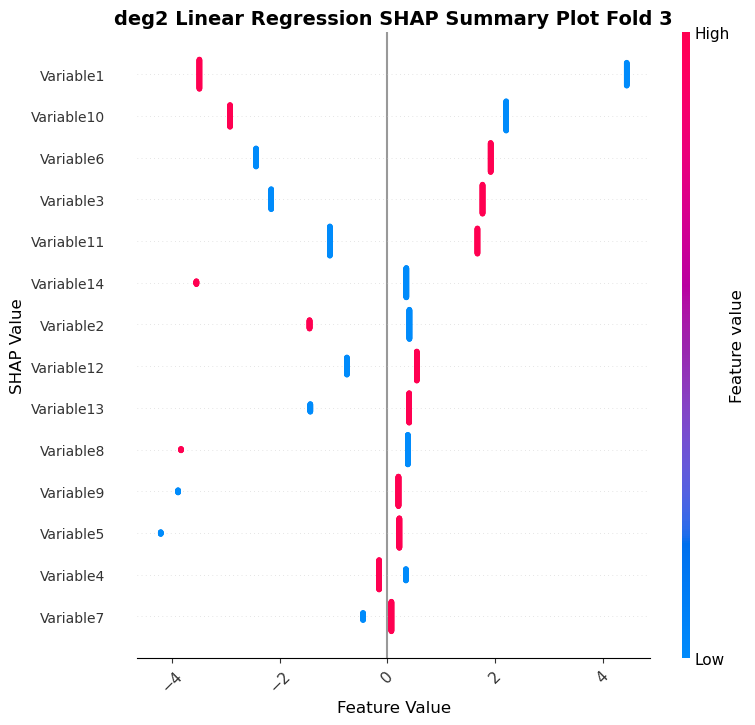 deg2 Linear Regression SHAP Summary Plot Fold 3
High
Variable1
Variable10
Variable6
Variable3
Variable11
Variable14
Variable2
Variable12
Variable13
Variable8
Variable9
Variable5
Variable4
Variable7
SHAP Value
Feature value
Low
−4
−2
0
2
4
Feature Value